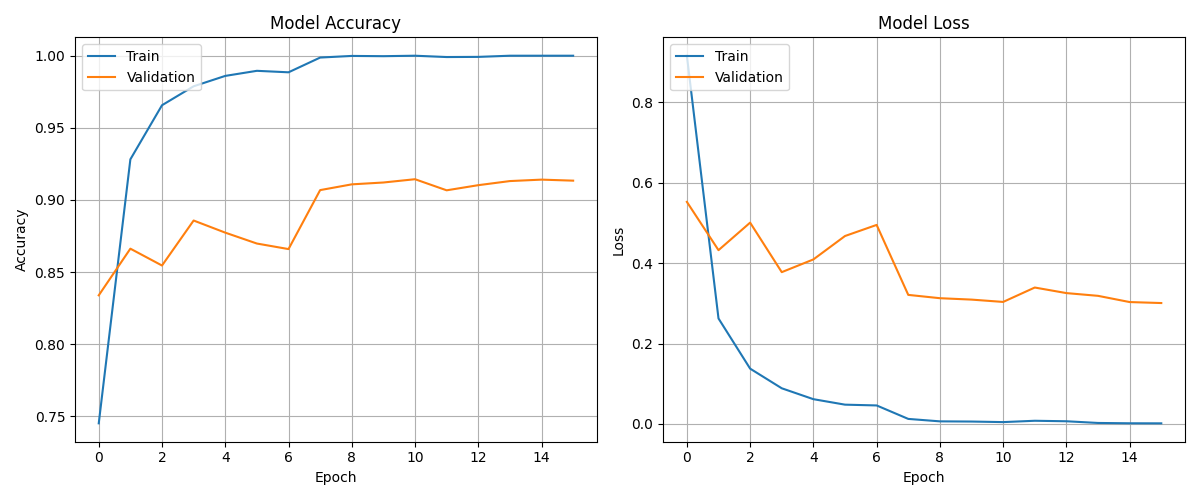 Model Accuracy
Train
Validation
1.00
0.95
0.90
0.85
0.80
0.75
Accuracy
0 2 4 6 8 10 12 14
Epoch
Model Loss
Train
Validation
0.8
0.6
0.4
0.2
0.0
Loss
0 2 4 6 8 10 12 14
Epoch